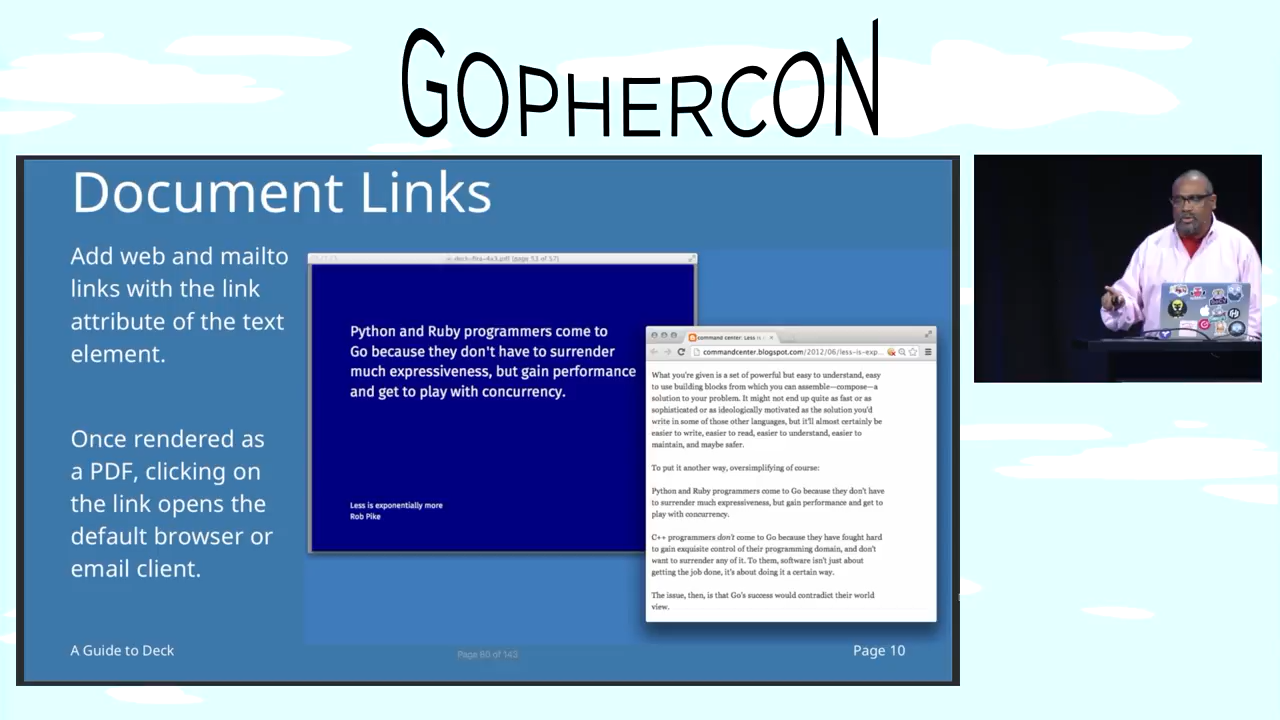 GOPHERCON
Document Links
Add web and mailto
links with the link
attribute of the text
element.
Once rendered as
a PDF, clicking on
the link opens the
default browser or
email client.
deck-fira-4x3.pdf (page 53 of 57)
Python and Ruby programmers come to
Go because they don't have to surrender
much expressiveness, but gain performance
and get to play with concurrency.
Less is exponentially more
Rob Pike
command center: Less is
commandcenter.blogspot.com/2012/06/less-is-exp...
What you're given is a set of powerful but easy to understand, easy
to use building blocks from which you can assemble—compose—a
solution to your problem. It might not end up quite as fast or as
sophisticated or as ideologically motivated as the solution you'd
write in some of those other languages, but it'll almost certainly be
easier to write, easier to read, easier to understand, easier to
maintain, and maybe safer.
To put it another way, oversimplifying of course:
Python and Ruby programmers come to Go because they don't have
to surrender much expressiveness, but gain performance and get to
play with concurrency.
C++ programmers don't come to Go because they have fought hard
to gain exquisite control of their programming domain, and don't
want to surrender any of it. To them, software isn't just about
getting the job done, it's about doing it a certain way.
The issue, then, is that Go's success would contradict their world
view.
A Guide to Deck
Page 60 of 143
Page 10